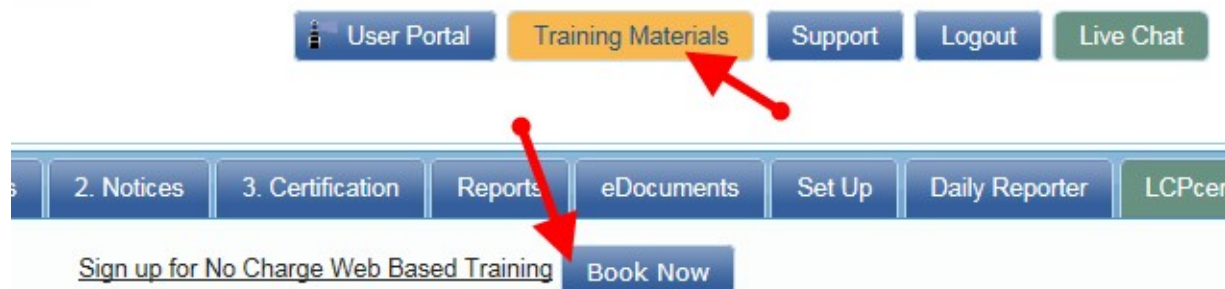 User Portal Training Materials Support Logout Live Chat
s 2. Notices 3. Certification Reports eDocuments Set Up Daily Reporter LCPcer
Sign up for No Charge Web Based Training Book Now